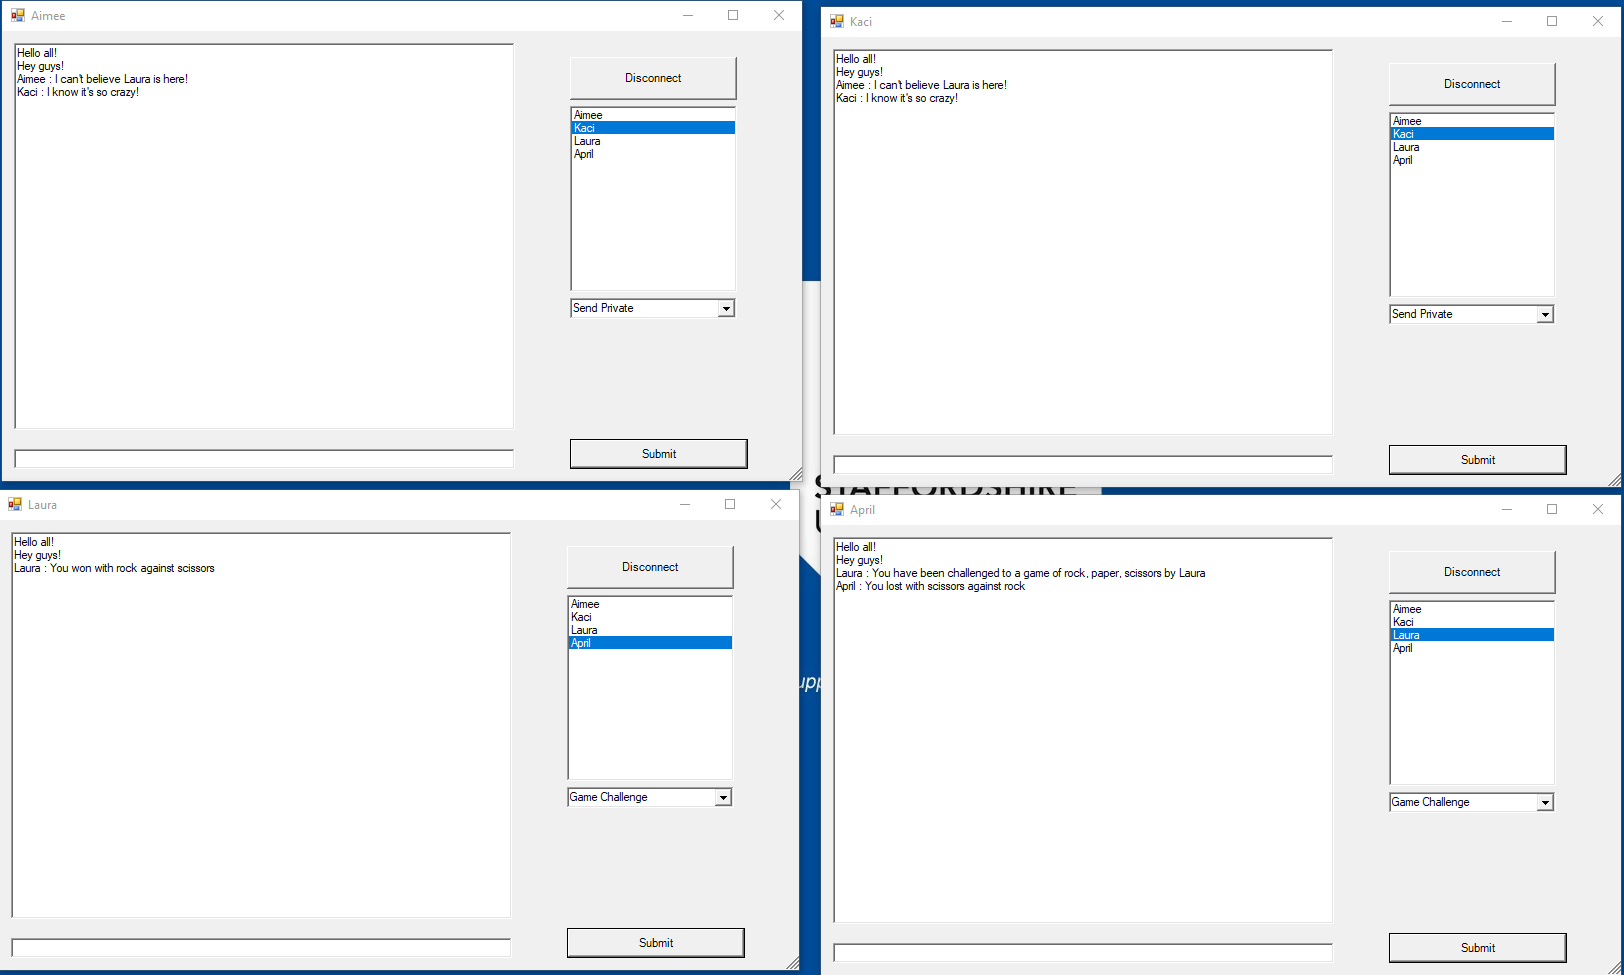 Aimee
Hello all!
Hey guys!
Aimee : I can't believe Laura is here!
Kaci : I know it's so crazy!
Disconnect
Aimee
Kaci
Laura
April
Send Private
Submit
Kaci
Hello all!
Hey guys!
Aimee : I can't believe Laura is here!
Kaci : I know it's so crazy!
Disconnect
Aimee
Kaci
Laura
April
Send Private
Submit
STAFFORDSHIRE
Laura
Hello all!
Hey guys!
Laura : You won with rock against scissors
Disconnect
Aimee
Kaci
Laura
April
Game Challenge
Submit
April
Hello all!
Hey guys!
Laura : You have been challenged to a game of rock, paper, scissors by Laura
April : You lost with scissors against rock
Disconnect
Aimee
Kaci
Laura
April
Game Challenge
Submit